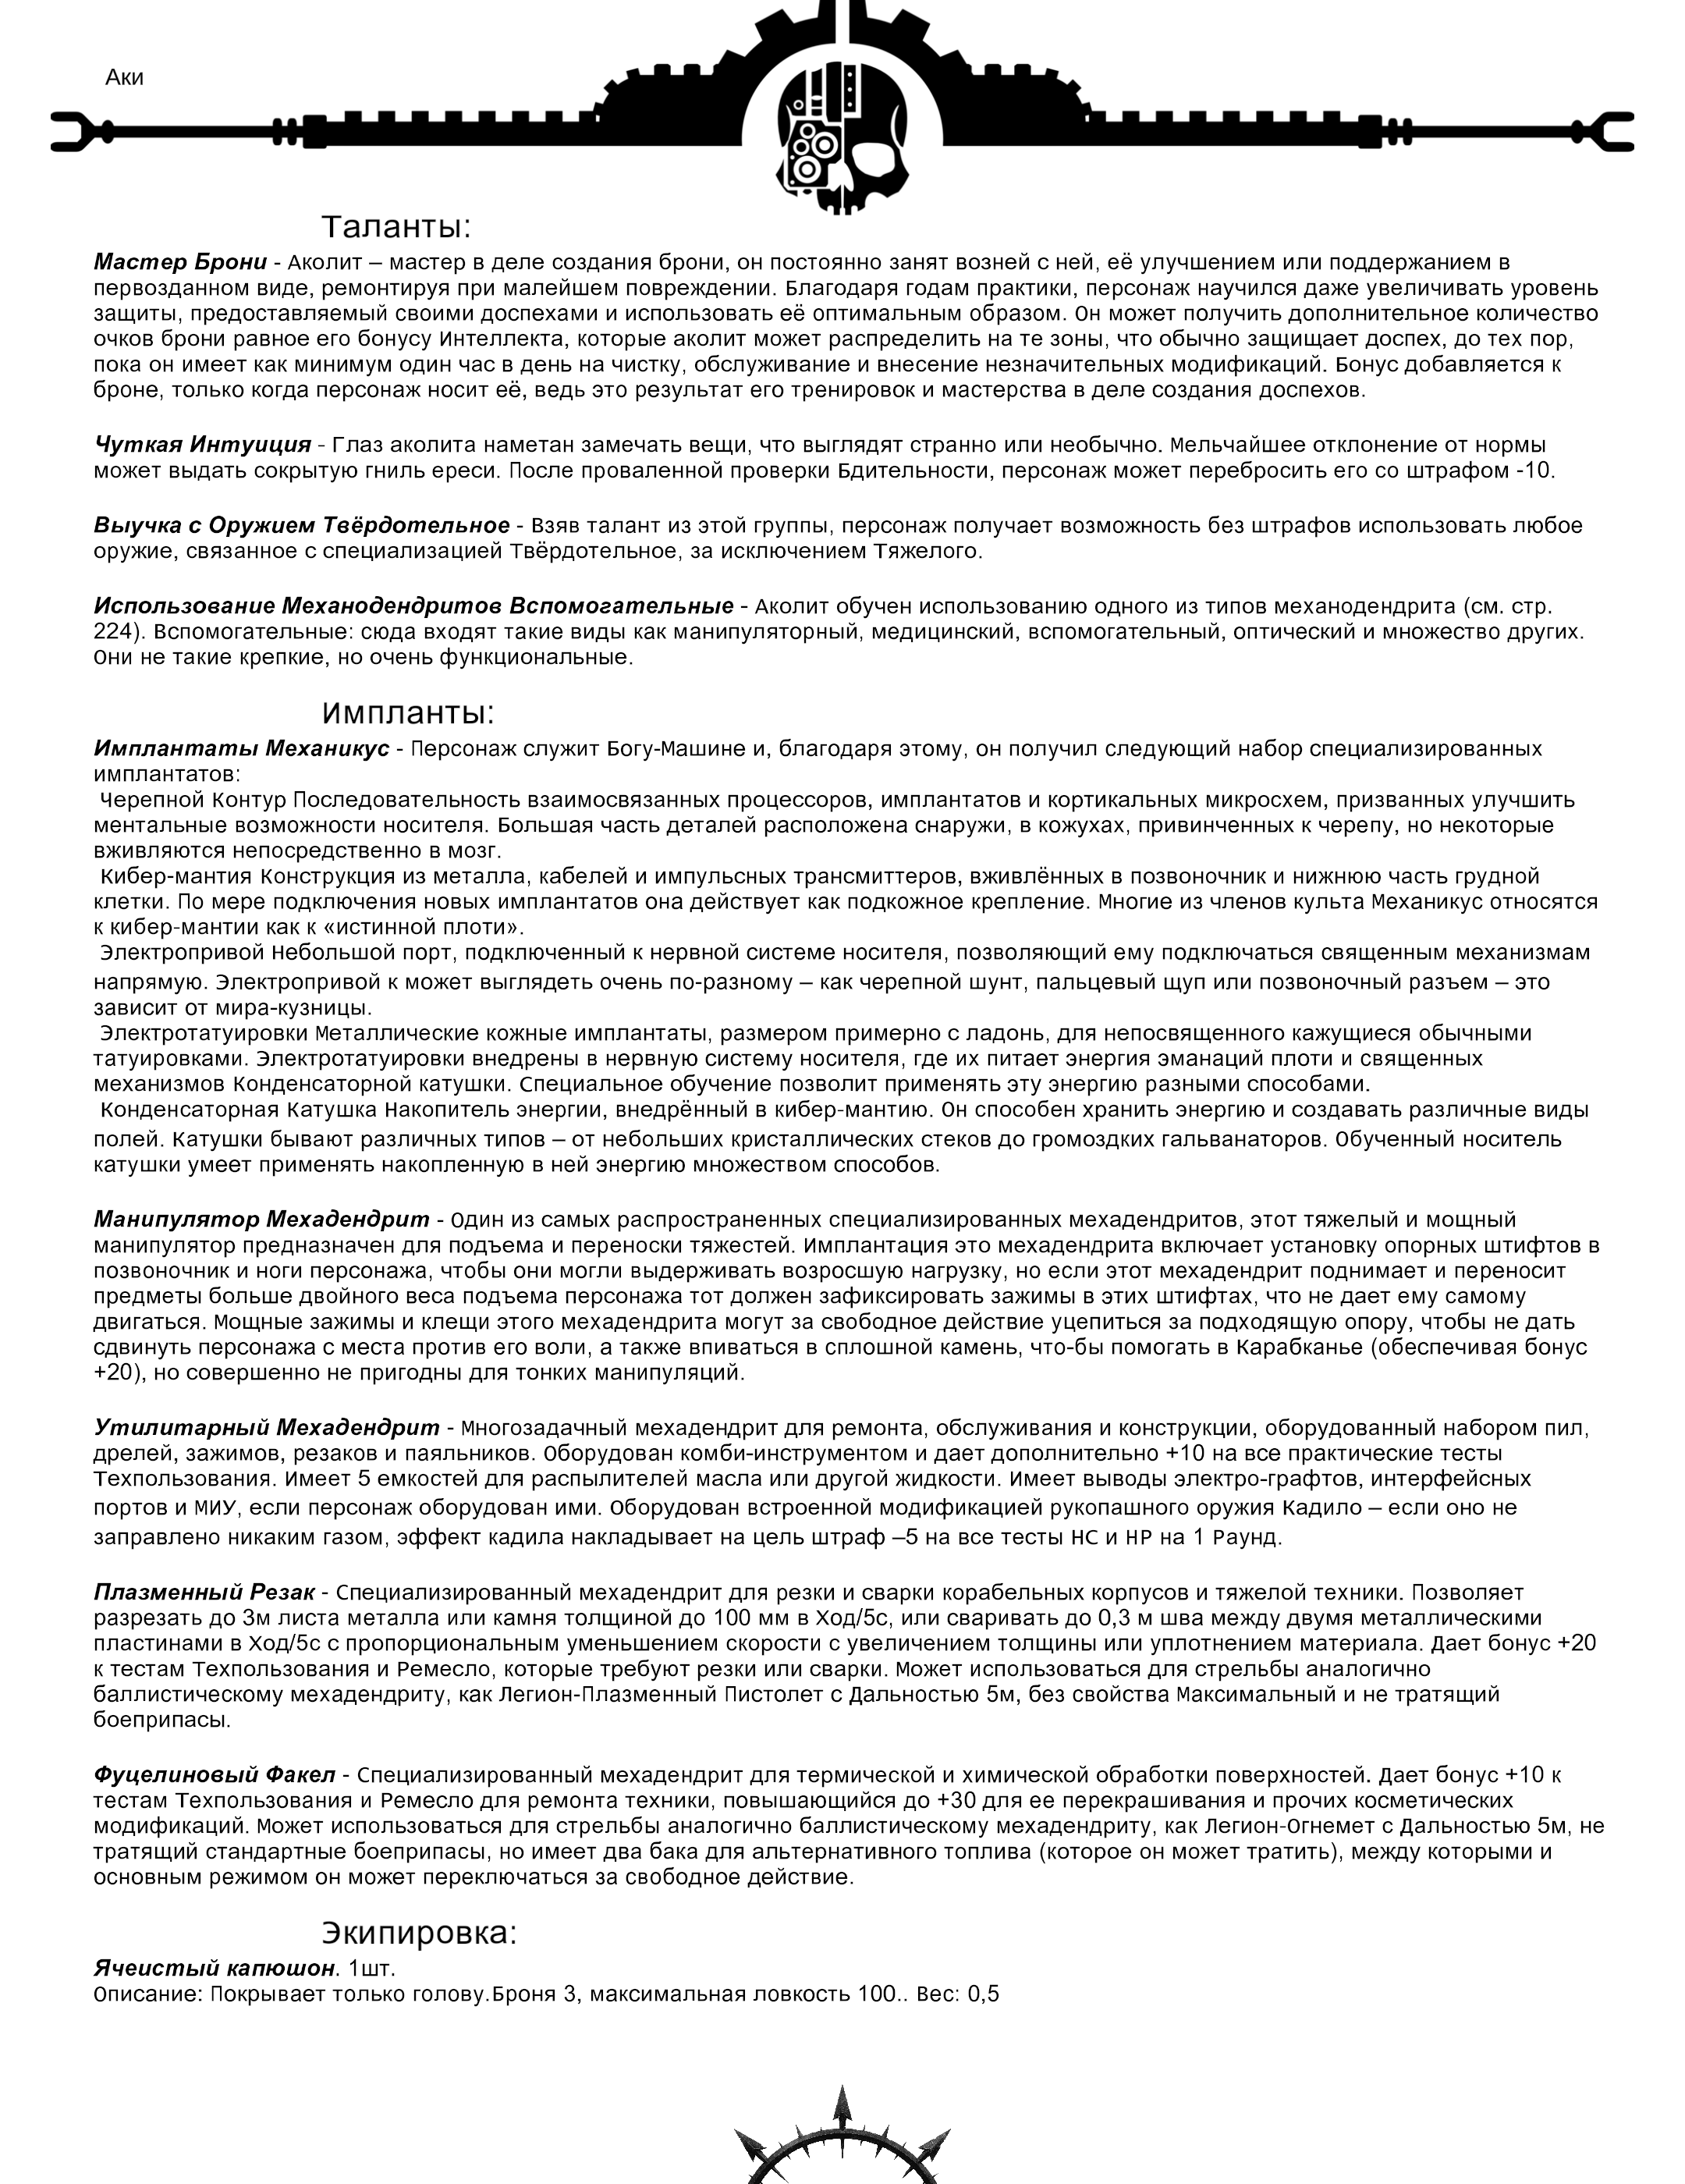 Аки
Таланты:
Мастер Брони - Аколит – мастер в деле создания брони, он постоянно занят возней с ней, её улучшением или поддержанием в
первозданном виде, ремонтируя при малейшем повреждении. Благодаря годам практики, персонаж научился даже увеличивать уровень
защиты, предоставляемый своими доспехами и использовать её оптимальным образом. Он может получить дополнительное количество
очков брони равное его бонусу Интеллекта, которые аколит может распределить на те зоны, что обычно защищает доспех, до тех пор,
пока он имеет как минимум один час в день на чистку, обслуживание и внесение незначительных модификаций. Бонус добавляется к
броне, только когда персонаж носит её, ведь это результат его тренировок и мастерства в деле создания доспехов.
Чуткая Интуиция - Глаз аколита наметан замечать вещи, что выглядят странно или необычно. Мельчайшее отклонение от нормы
может выдать сокрытую гниль ереси. После проваленной проверки Бдительности, персонаж может перебросить его со штрафом -10.
Выучка с Оружием Твёрдотельное - Взяв талант из этой группы, персонаж получает возможность без штрафов использовать любое
оружие, связанное с специализацией Твёрдотельное, за исключением Тяжелого.
Использование Механодендритов Вспомогательные - Аколит обучен использованию одного из типов механодендрита (см. стр.
224). Вспомогательные: сюда входят такие виды как манипуляторный, медицинский, вспомогательный, оптический и множество других.
Они не такие крепкие, но очень функциональные.
Импланты:
Имплантаты Механикус - Персонаж служит Богу-Машине и, благодаря этому, он получил следующий набор специализированных
имплантатов:
Черепной Контур Последовательность взаимосвязанных процессоров, имплантатов и кортикальных микросхем, призванных улучшить
ментальные возможности носителя. Большая часть деталей расположена снаружи, в кожухах, привинченных к черепу, но некоторые
вживляются непосредственно в мозг.
Кибер-мантия Конструкция из металла, кабелей и импульсных трансмиттеров, вживлённых в позвоночник и нижнюю часть грудной
клетки. По мере подключения новых имплантатов она действует как подкожное крепление. Многие из членов культа Механикус относятся
к кибер-мантии как к «истинной плоти».
Электропривой Небольшой порт, подключенный к нервной системе носителя, позволяющий ему подключаться священным механизмам
напрямую. Электропривой к может выглядеть очень по-разному – как черепной шунт, пальцевый щуп или позвоночный разъем – это
зависит от мира-кузницы.
Электротатуировки Металлические кожные имплантаты, размером примерно с ладонь, для непосвященного кажущиеся обычными
татуировками. Электротатуировки внедрены в нервную систему носителя, где их питает энергия эманаций плоти и священных
механизмов Конденсаторной катушки. Специальное обучение позволит применять эту энергию разными способами.
Конденсаторная Катушка Накопитель энергии, внедрённый в кибер-мантию. Он способен хранить энергию и создавать различные виды
полей. Катушки бывают различных типов – от небольших кристаллических стеков до громоздких гальванаторов. Обученный носитель
катушки умеет применять накопленную в ней энергию множеством способов.
Манипулятор Мехадендрит - Один из самых распространенных специализированных мехадендритов, этот тяжелый и мощный
манипулятор предназначен для подъема и переноски тяжестей. Имплантация это мехадендрита включает установку опорных штифтов в
позвоночник и ноги персонажа, чтобы они могли выдерживать возросшую нагрузку, но если этот мехадендрит поднимает и переносит
предметы больше двойного веса подъема персонажа тот должен зафиксировать зажимы в этих штифтах, что не дает ему самому
двигаться. Мощные зажимы и клещи этого мехадендрита могут за свободное действие уцепиться за подходящую опору, чтобы не дать
сдвинуть персонажа с места против его воли, а также впиваться в сплошной камень, что-бы помогать в Карабканье (обеспечивая бонус
+20), но совершенно не пригодны для тонких манипуляций.
Утилитарный Мехадендрит - Многозадачный мехадендрит для ремонта, обслуживания и конструкции, оборудованный набором пил,
дрелей, зажимов, резаков и паяльников. Оборудован комби-инструментом и дает дополнительно +10 на все практические тесты
Техпользования. Имеет 5 емкостей для распылителей масла или другой жидкости. Имеет выводы электро-графтов, интерфейсных
портов и МИУ, если персонаж оборудован ими. Оборудован встроенной модификацией рукопашного оружия Кадило – если оно не
заправлено никаким газом, эффект кадила накладывает на цель штраф –5 на все тесты НС и НР на 1 Раунд.
Плазменный Резак - Специализированный мехадендрит для резки и сварки корабельных корпусов и тяжелой техники. Позволяет
разрезать до 3м листа металла или камня толщиной до 100 мм в Ход/5с, или сваривать до 0,3 м шва между двумя металлическими
пластинами в Ход/5с с пропорциональным уменьшением скорости с увеличением толщины или уплотнением материала. Дает бонус +20
к тестам Техпользования и Ремесло, которые требуют резки или сварки. Может использоваться для стрельбы аналогично
баллистическому мехадендриту, как Легион-Плазменный Пистолет с Дальностью 5м, без свойства Максимальный и не тратящий
боеприпасы.
Фуцелиновый Факел - Специализированный мехадендрит для термической и химической обработки поверхностей. Дает бонус +10 к
тестам Техпользования и Ремесло для ремонта техники, повышающийся до +30 для ее перекрашивания и прочих косметических
модификаций. Может использоваться для стрельбы аналогично баллистическому мехадендриту, как Легион-Огнемет с Дальностью 5м, не
тратящий стандартные боеприпасы, но имеет два бака для альтернативного топлива (которое он может тратить), между которыми и
основным режимом он может переключаться за свободное действие.
Экипировка:
Ячеистый капюшон. 1шт.
Описание: Покрывает только голову.Броня 3, максимальная ловкость 100.. Вес: 0,5